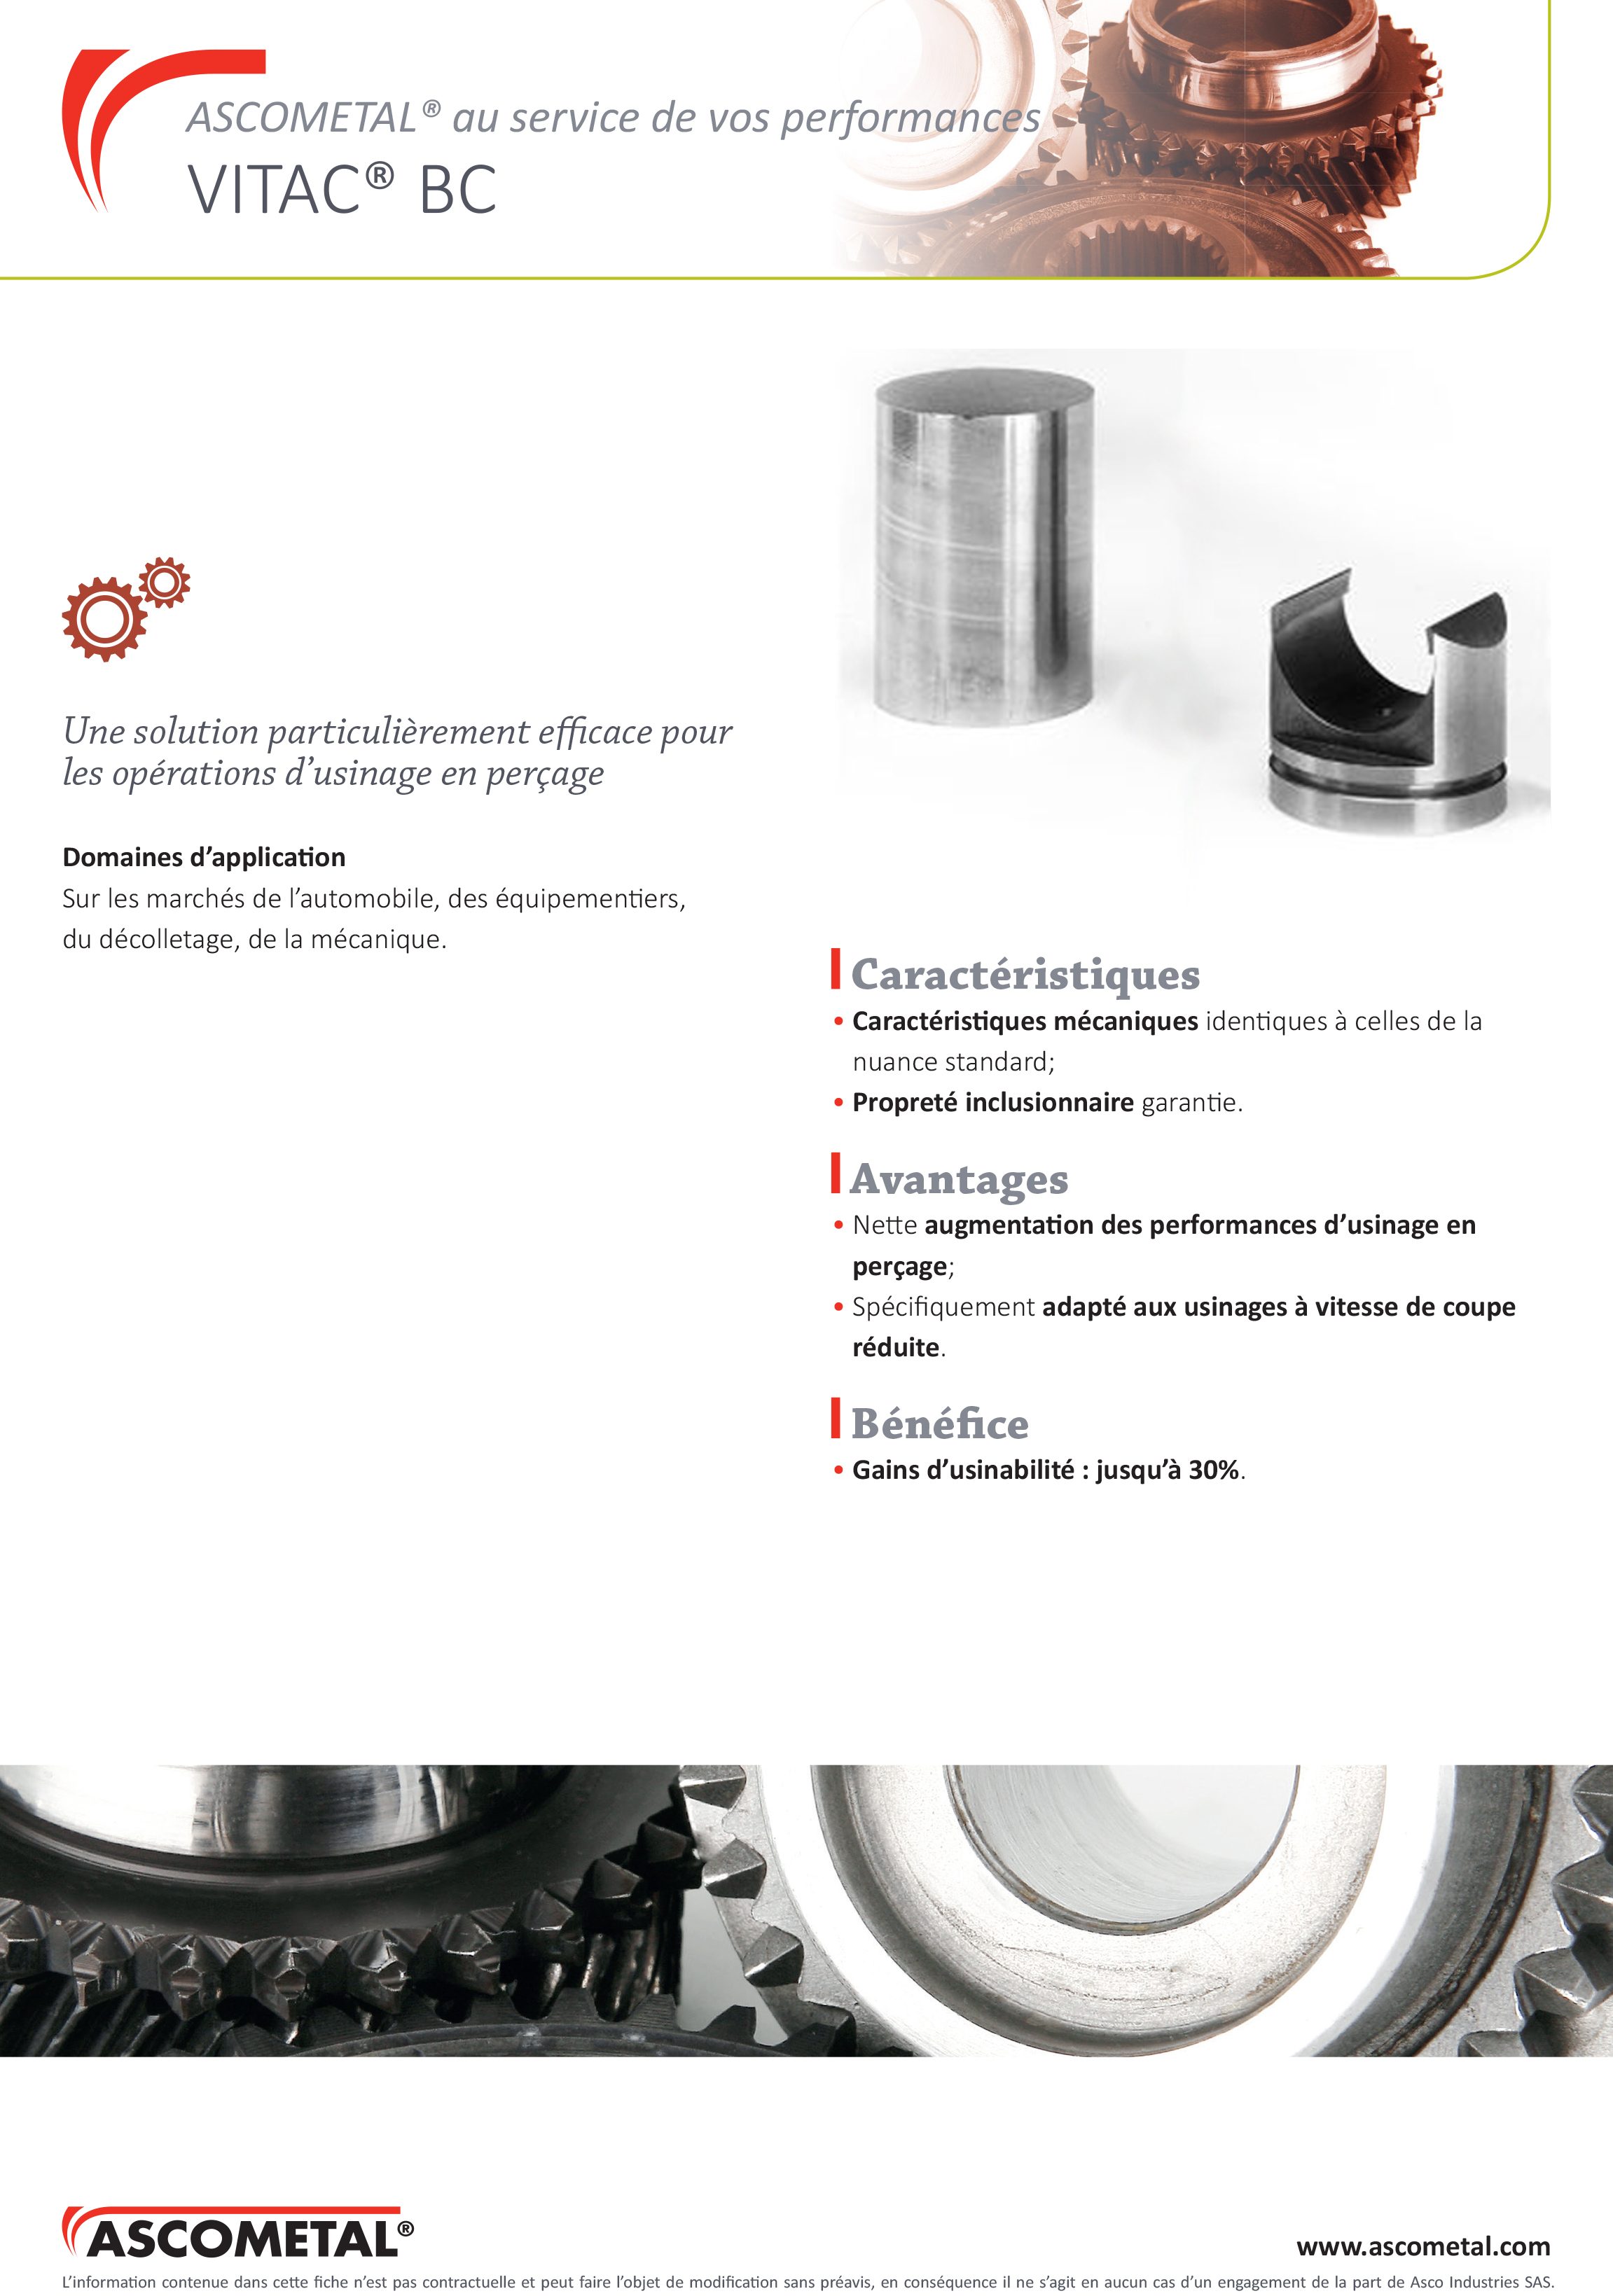 ASCOMETAL® au service de vos performances
VITAC® BC
Une solution particulièrement efficace pour
les opérations d’usinage en perçage
Domaines d’application
Sur les marchés de l’automobile, des équipementiers,
du décolletage, de la mécanique.
Caractéristiques
• Caractéristiques mécaniques identiques à celles de la
nuance standard;
• Propreté inclusionnaire garantie.
Avantages
• Nette augmentation des performances d’usinage en
perçage;
• Spécifiquement adapté aux usinages à vitesse de coupe
réduite.
Bénéfice
• Gains d’usinabilité : jusqu’à 30%.
ASCOMETAL®
www.ascometal.com
L’information contenue dans cette fiche n’est pas contractuelle et peut faire l’objet de modification sans préavis, en conséquence il ne s’agit en aucun cas d’un engagement de la part de Asco Industries SAS.